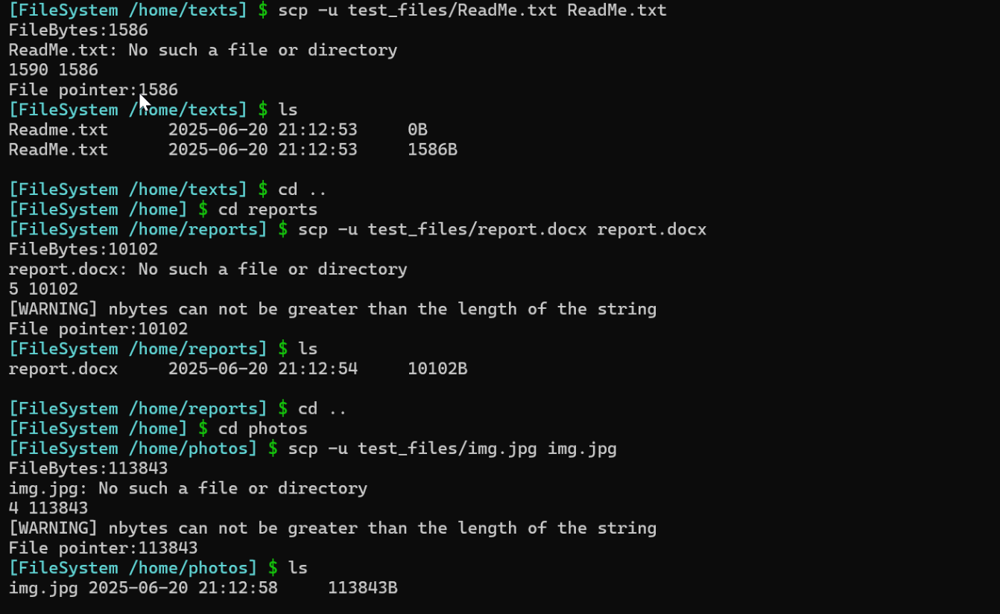 [FileSystem /home/texts] $ scp -u test_files/ReadMe.txt ReadMe.txt
FileBytes:1586
ReadMe.txt: No such a file or directory
1590 1586
File pointer:1586
[FileSystem /home/texts] $ ls
Readme.txt      2025-06-20 21:12:53     0B
ReadMe.txt      2025-06-20 21:12:53     1586B
[FileSystem /home/texts] $ cd ..
[FileSystem /home] $ cd reports
[FileSystem /home/reports] $ scp -u test_files/report.docx report.docx
FileBytes:10102
report.docx: No such a file or directory
5 10102
[WARNING] nbytes can not be greater than the length of the string
File pointer:10102
[FileSystem /home/reports] $ ls
report.docx     2025-06-20 21:12:54     10102B
[FileSystem /home/reports] $ cd ..
[FileSystem /home] $ cd photos
[FileSystem /home/photos] $ scp -u test_files/img.jpg img.jpg
FileBytes:113843
img.jpg: No such a file or directory
4 113843
[WARNING] nbytes can not be greater than the length of the string
File pointer:113843
[FileSystem /home/photos] $ ls
img.jpg 2025-06-20 21:12:58     113843B